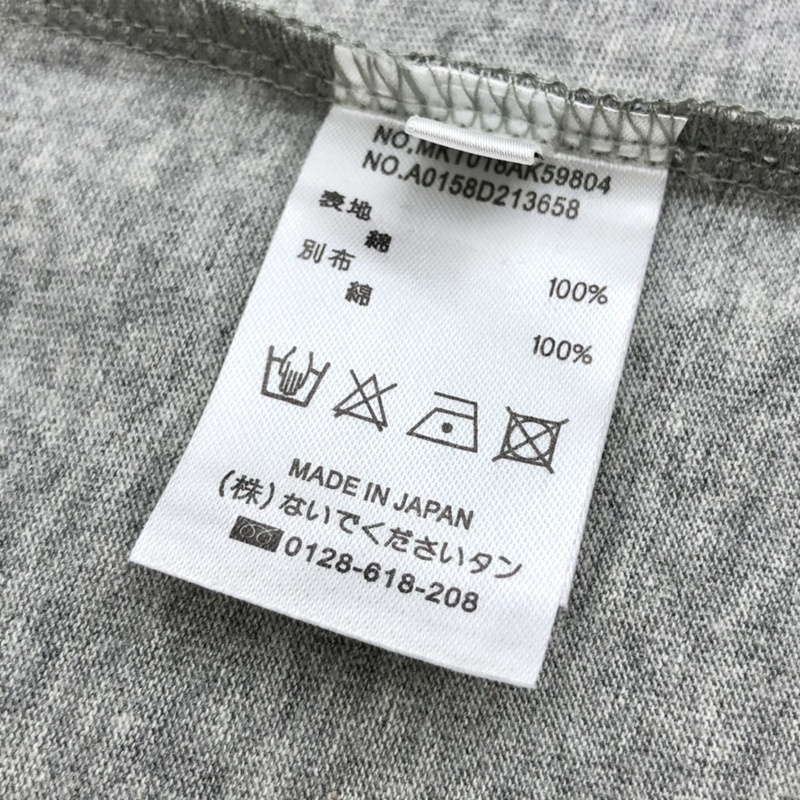 NO.MKT018AK59804
NO.A0158D213658
表地
綿 100%
別布
綿 100%
MADE IN JAPAN
(株)ないでくださいタン
0128-618-208